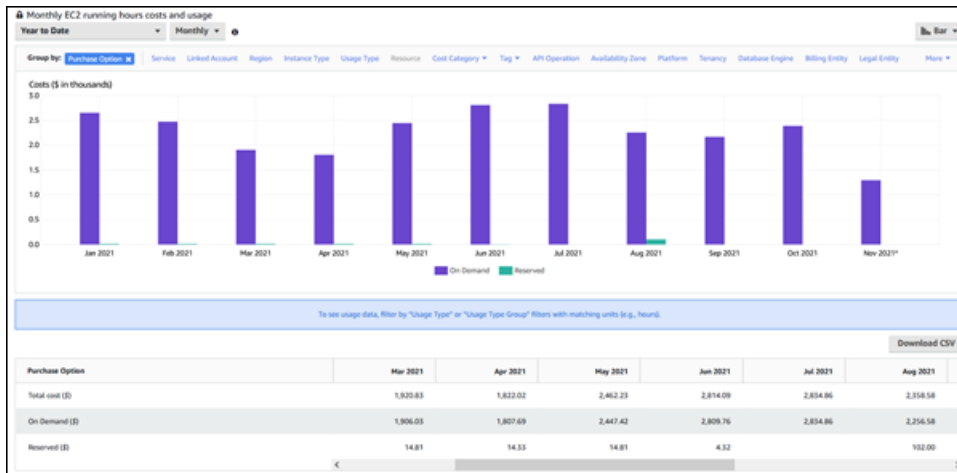 Monthly EC2 running hours costs and usage
Year to Date Monthly Bar
Group by: Purchase Option Service Linked Account Region Instance Type Usage Type Resource Cost Category Tag API Operation Availability Zone Platform Tenancy Database Engine Billing Entity Legal Entity More
Costs ($ in thousands)
3.0
2.5
2.0
1.5
1.0
0.5
0.0
Jan 2021 Feb 2021 Mar 2021 Apr 2021 May 2021 Jun 2021 Jul 2021 Aug 2021 Sep 2021 Oct 2021 Nov 2021*
On Demand Reserved
To see usage data, filter by "Usage Type" or "Usage Type Group" filters with matching units (e.g., hours).
Download CSV
Purchase Option Mar 2021 Apr 2021 May 2021 Jun 2021 Jul 2021 Aug 2021
Total cost ($) 1,920.83 1,822.02 2,462.23 2,814.09 2,834.86 2,358.58
On Demand ($) 1,906.03 1,807.69 2,447.42 2,809.76 2,834.86 2,256.58
Reserved ($) 14.81 14.33 14.81 4.32 102.00